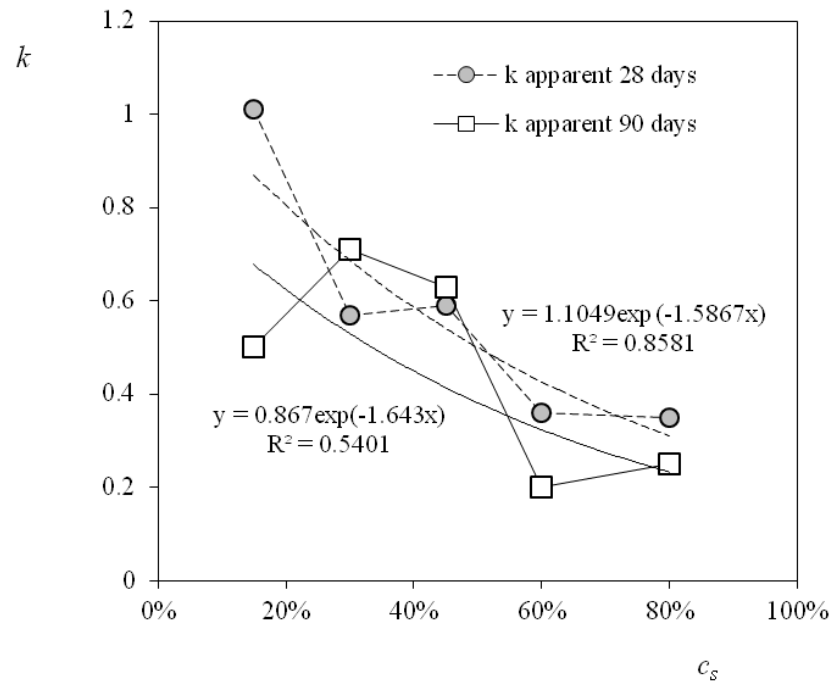 1.2
k
k apparent 28 days
1
k apparent 90 days
0.8
0.6
y = 1.1049exp(-1.5867x)
R² = 0.8581
0.4
y = 0.867exp(-1.643x)
R² = 0.5401
0.2
0
0% 20% 40% 60% 80% 100%
cₛ